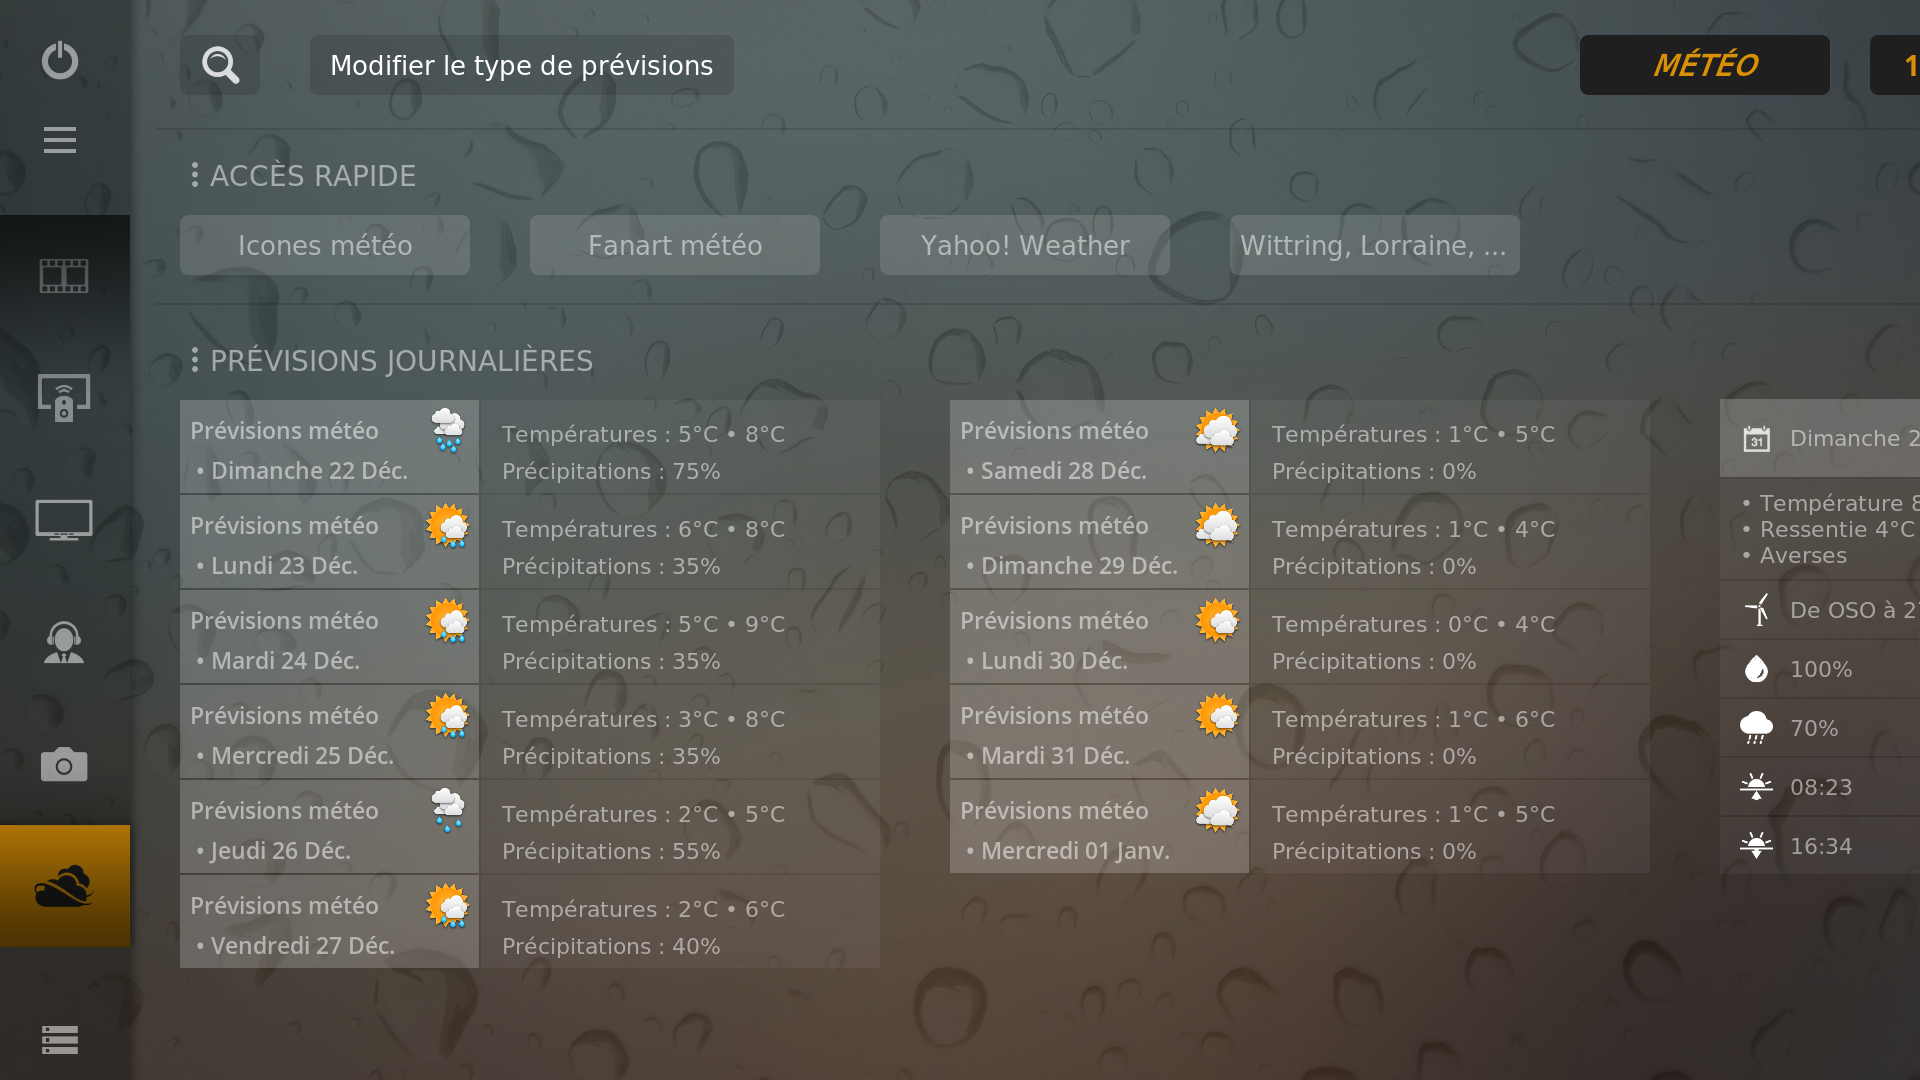 Modifier le type de prévisions
MÉTÉO
1
ACCÈS RAPIDE
Icones météo
Fanart météo
Yahoo! Weather
Wittring, Lorraine, ...
PRÉVISIONS JOURNALIÈRES
Prévisions météo
• Dimanche 22 Déc.
Températures : 5°C • 8°C
Précipitations : 75%
Prévisions météo
• Lundi 23 Déc.
Températures : 6°C • 8°C
Précipitations : 35%
Prévisions météo
• Mardi 24 Déc.
Températures : 5°C • 9°C
Précipitations : 35%
Prévisions météo
• Mercredi 25 Déc.
Températures : 3°C • 8°C
Précipitations : 35%
Prévisions météo
• Jeudi 26 Déc.
Températures : 2°C • 5°C
Précipitations : 55%
Prévisions météo
• Vendredi 27 Déc.
Températures : 2°C • 6°C
Précipitations : 40%
Prévisions météo
• Samedi 28 Déc.
Températures : 1°C • 5°C
Précipitations : 0%
Prévisions météo
• Dimanche 29 Déc.
Températures : 1°C • 4°C
Précipitations : 0%
Prévisions météo
• Lundi 30 Déc.
Températures : 0°C • 4°C
Précipitations : 0%
Prévisions météo
• Mardi 31 Déc.
Températures : 1°C • 6°C
Précipitations : 0%
Prévisions météo
• Mercredi 01 Janv.
Températures : 1°C • 5°C
Précipitations : 0%
31
Dimanche 2
• Température 8
• Ressentie 4°C
• Averses
De OSO à 2
100%
70%
08:23
16:34